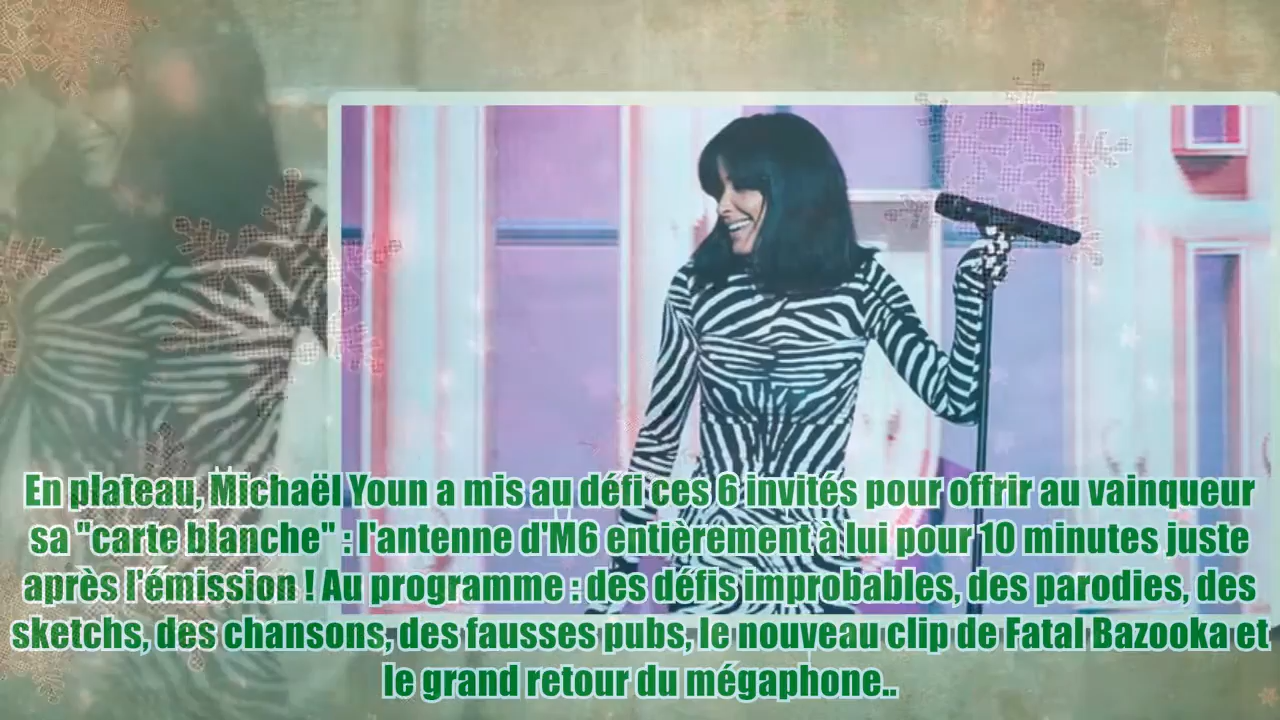 En plateau, Michaël Youn a mis au défi ces 6 invités pour offrir au vainqueur
sa "carte blanche" : l'antenne d'M6 entièrement à lui pour 10 minutes juste
après l'émission ! Au programme : des défis improbables, des parodies, des
sketchs, des chansons, des fausses pubs, le nouveau clip de Fatal Bazooka et
le grand retour du mégaphone..